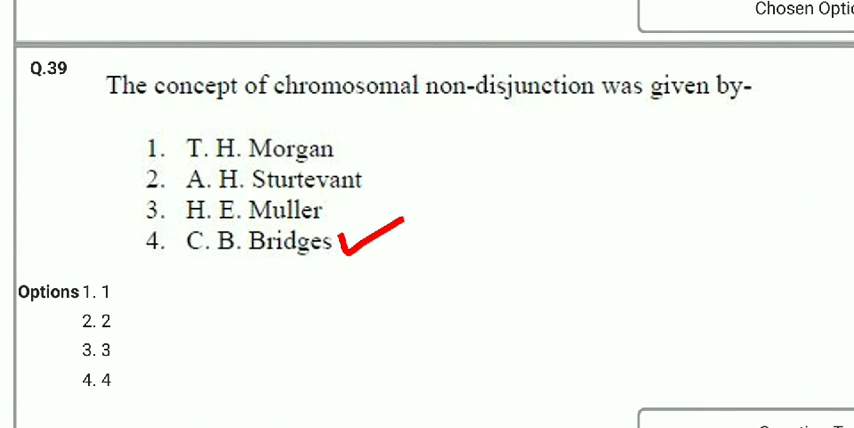 Chosen Optio
Q.39
The concept of chromosomal non-disjunction was given by-
1. T. H. Morgan
2. A. H. Sturtevant
3. H. E. Muller
4. C. B. Bridges
Options 1. 1
2. 2
3. 3
4. 4